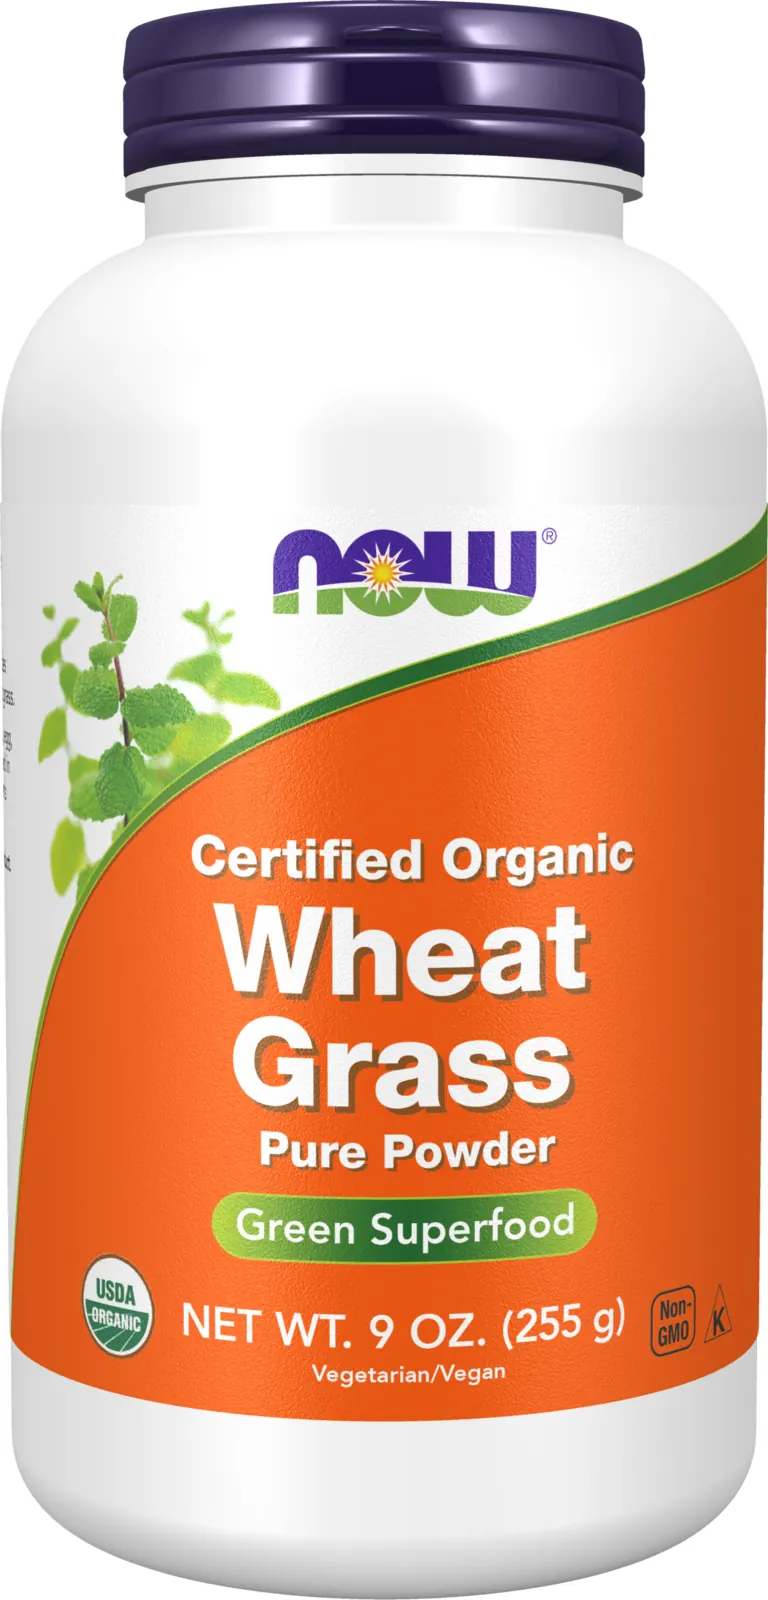 NOW®
Certified Organic
Wheat
Grass
Pure Powder
Green Superfood
USDA
ORGANIC
NET WT. 9 OZ. (255 g)
Non-
GMO
K
Vegetarian/Vegan